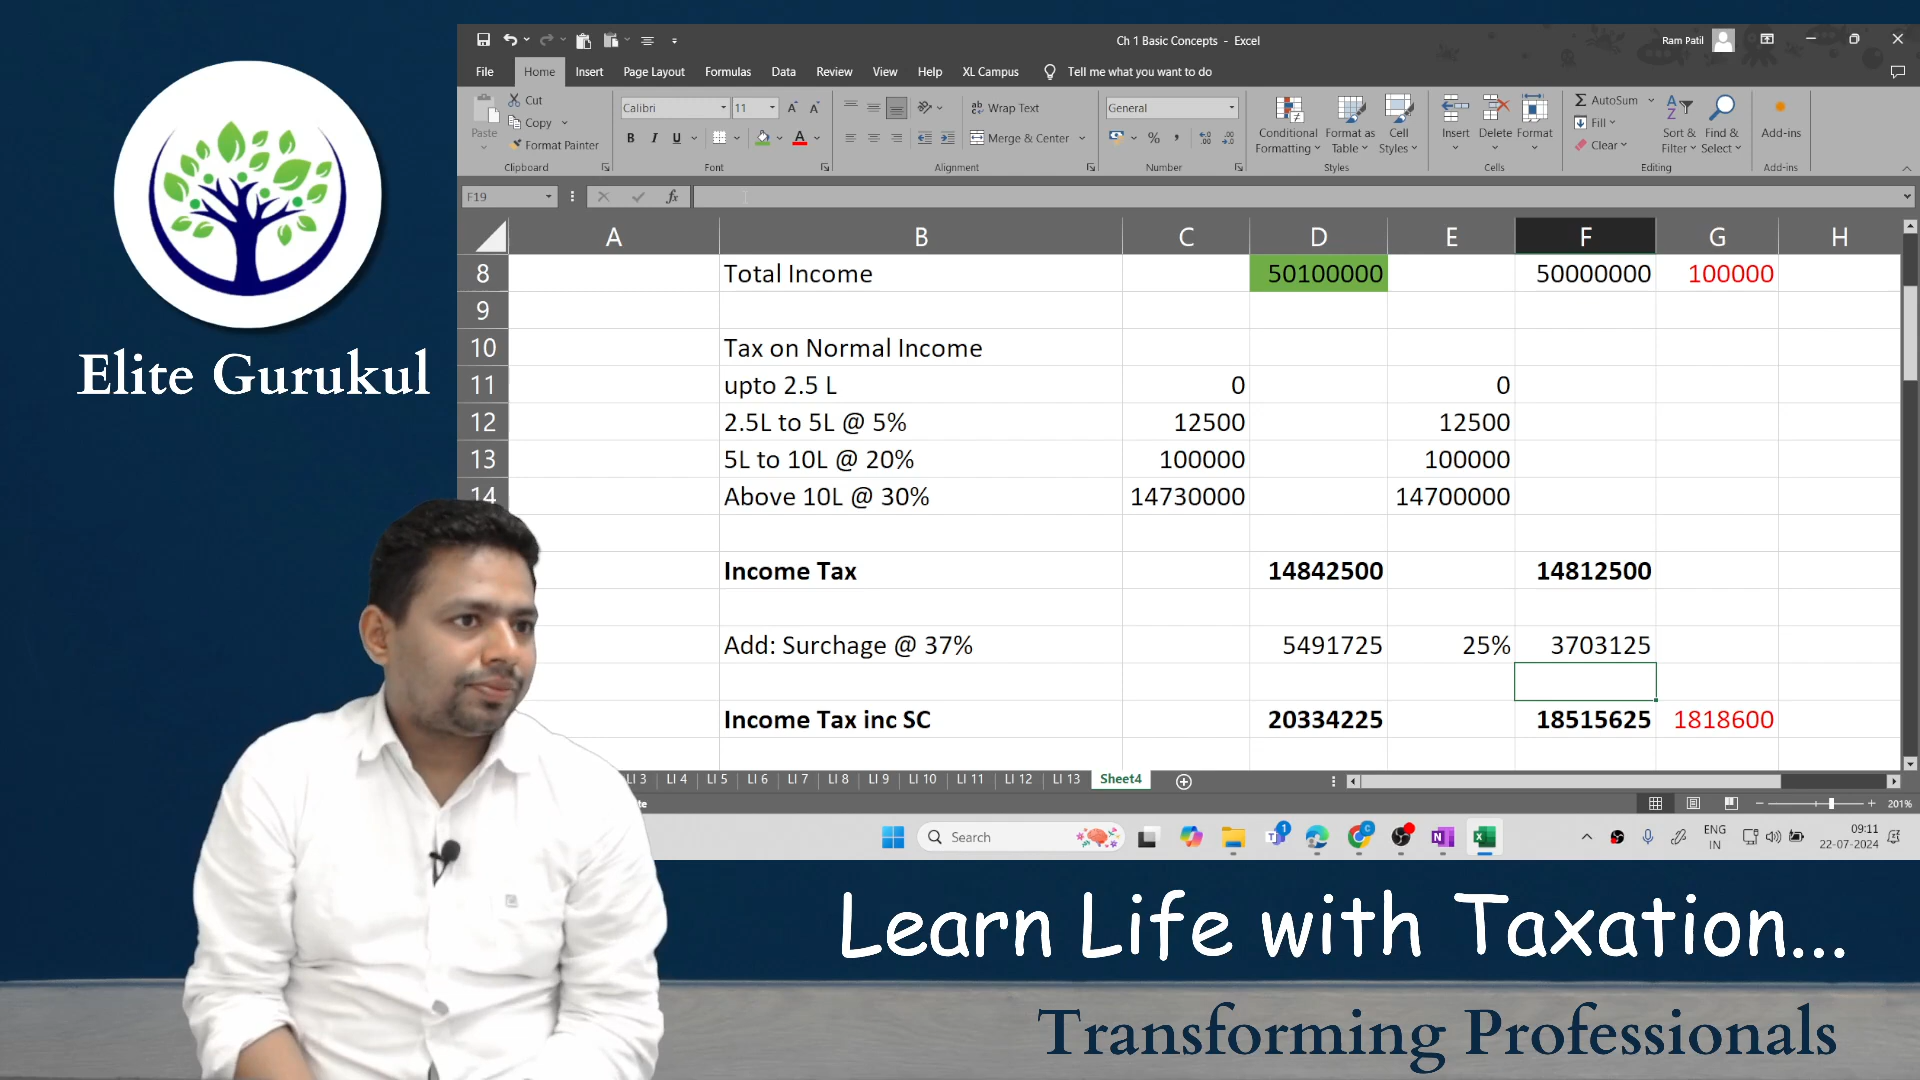 Elite Gurukul
Ch 1 Basic Concepts - Excel
Ram Patil
File Home Insert Page Layout Formulas Data Review View Help XL Campus Tell me what you want to do
Paste
Cut
Copy
Format Painter
Clipboard
Calibri 11
B I U
Font
Wrap Text
Merge & Center
Alignment
General
%
Number
Conditional Formatting
Format as Table
Cell Styles
Styles
Insert Delete Format
Cells
AutoSum
Fill
Clear
Sort & Filter
Find & Select
Editing
Add-ins
Add-ins
F19
fx
A B C D E F G H
8 Total Income 50100000 50000000 100000
9
10 Tax on Normal Income
11 upto 2.5 L 0 0
12 2.5L to 5L @ 5% 12500 12500
13 5L to 10L @ 20% 100000 100000
14 Above 10L @ 30% 14730000 14700000
Income Tax 14842500 14812500
Add: Surchage @ 37% 5491725 25% 3703125
Income Tax inc SC 20334225 18515625 1818600
LI 3 LI 4 LI 5 LI 6 LI 7 LI 8 LI 9 LI 10 LI 11 LI 12 LI 13 Sheet4
201%
Search
1
ENG
IN
09:11
22-07-2024
Learn Life with Taxation...
Transforming Professionals